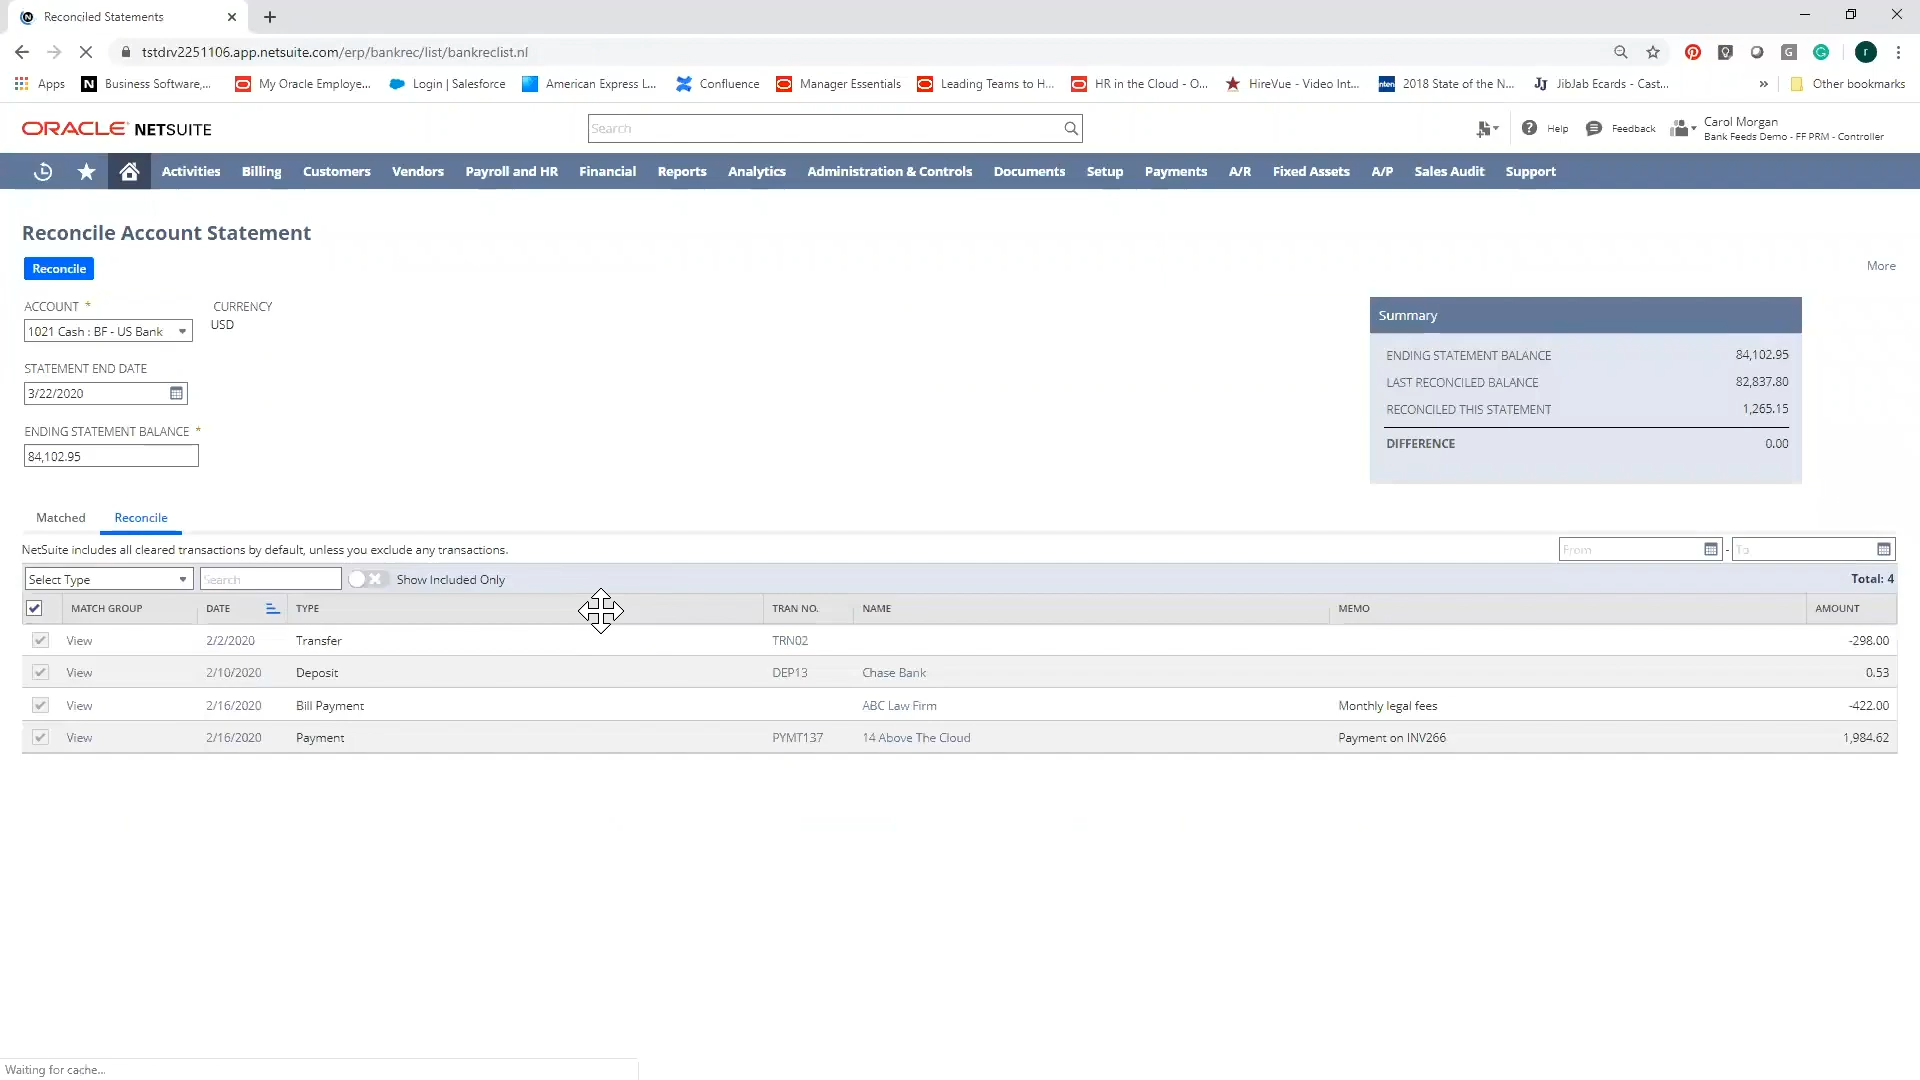 Reconciled Statements
tstdrv2251106.app.netsuite.com/erp/bankrec/list/bankreclist.nl
Apps Business Software,... My Oracle Employe... Login | Salesforce American Express L... Confluence Manager Essentials Leading Teams to H... HR in the Cloud - O... HireVue - Video Int... 2018 State of the N... JibJab Ecards - Cast... » Other bookmarks
ORACLE NETSUITE
Search
Help Feedback
Carol Morgan
Bank Feeds Demo - FF PRM - Controller
Activities Billing Customers Vendors Payroll and HR Financial Reports Analytics Administration & Controls Documents Setup Payments A/R Fixed Assets A/P Sales Audit Support
Reconcile Account Statement
Reconcile
More
ACCOUNT * CURRENCY
1021 Cash : BF - US Bank USD
STATEMENT END DATE
3/22/2020
ENDING STATEMENT BALANCE *
84,102.95
Summary
ENDING STATEMENT BALANCE 84,102.95
LAST RECONCILED BALANCE 82,837.80
RECONCILED THIS STATEMENT 1,265.15
DIFFERENCE 0.00
Matched Reconcile
NetSuite includes all cleared transactions by default, unless you exclude any transactions.
From - To
Select Type Search Show Included Only Total: 4
MATCH GROUP DATE TYPE TRAN NO. NAME MEMO AMOUNT
View 2/2/2020 Transfer TRN02 -298.00
View 2/10/2020 Deposit DEP13 Chase Bank 0.53
View 2/16/2020 Bill Payment ABC Law Firm Monthly legal fees -422.00
View 2/16/2020 Payment PYMT137 14 Above The Cloud Payment on INV266 1,984.62
Waiting for cache...